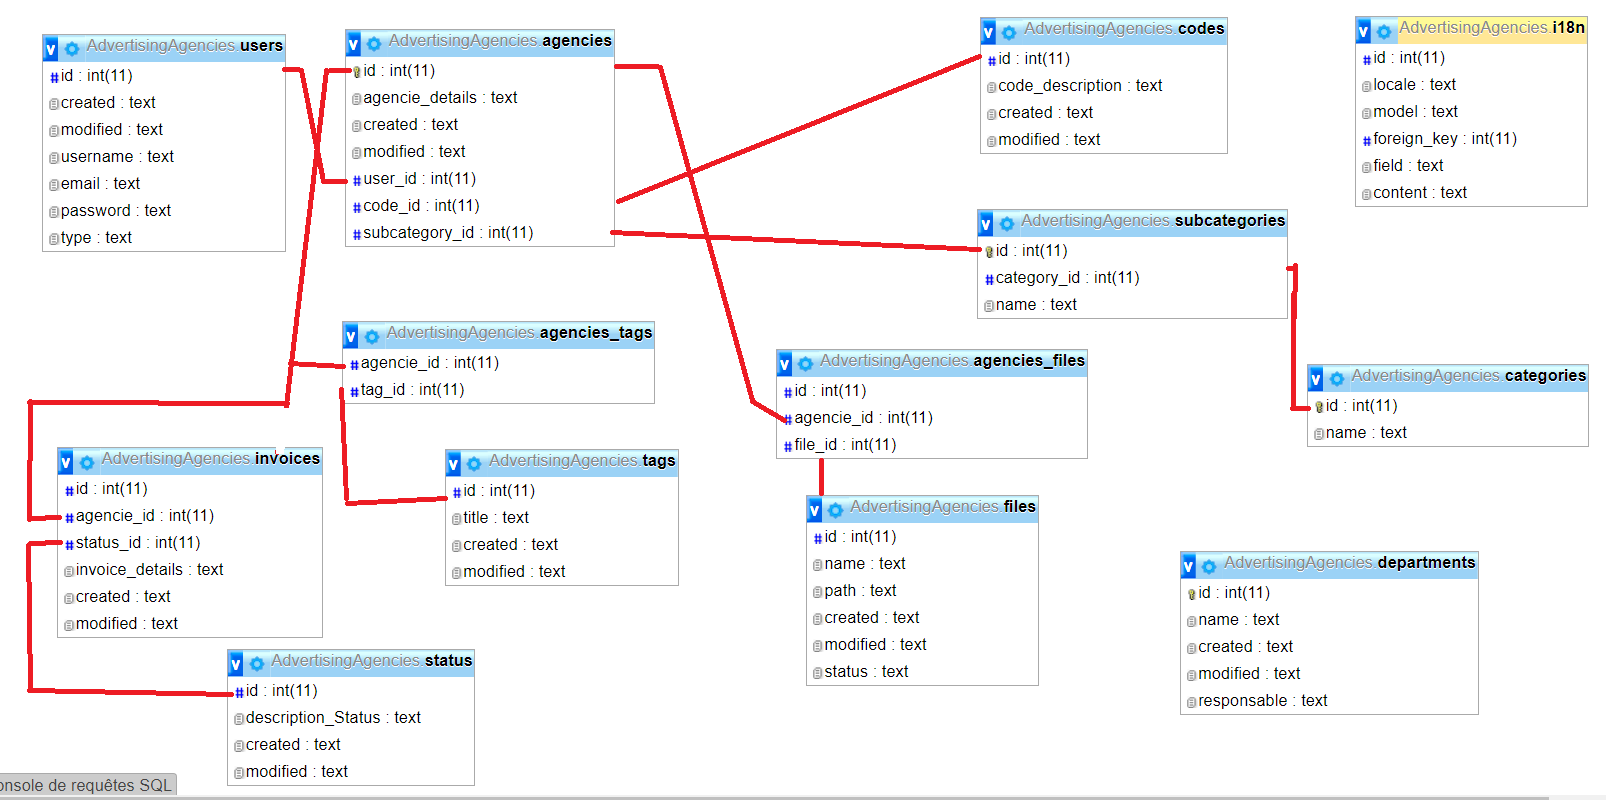 AdvertisingAgencies.users
#id : int(11)
created : text
modified : text
username : text
email : text
password : text
type : text
AdvertisingAgencies.agencies
id : int(11)
agencie_details : text
created : text
modified : text
#user_id : int(11)
#code_id : int(11)
#subcategory_id : int(11)
AdvertisingAgencies.codes
#id : int(11)
code_description : text
created : text
modified : text
AdvertisingAgencies.i18n
#id : int(11)
locale : text
model : text
#foreign_key : int(11)
field : text
content : text
AdvertisingAgencies.subcategories
id : int(11)
#category_id : int(11)
name : text
AdvertisingAgencies.agencies_tags
#agencie_id : int(11)
#tag_id : int(11)
AdvertisingAgencies.agencies_files
#id : int(11)
#agencie_id : int(11)
#file_id : int(11)
AdvertisingAgencies.categories
id : int(11)
name : text
AdvertisingAgencies.invoices
#id : int(11)
#agencie_id : int(11)
#status_id : int(11)
invoice_details : text
created : text
modified : text
AdvertisingAgencies.tags
#id : int(11)
title : text
created : text
modified : text
AdvertisingAgencies.files
#id : int(11)
name : text
path : text
created : text
modified : text
status : text
AdvertisingAgencies.departments
id : int(11)
name : text
created : text
modified : text
responsable : text
AdvertisingAgencies.status
#id : int(11)
description_Status : text
created : text
modified : text
onsole de requêtes SQL